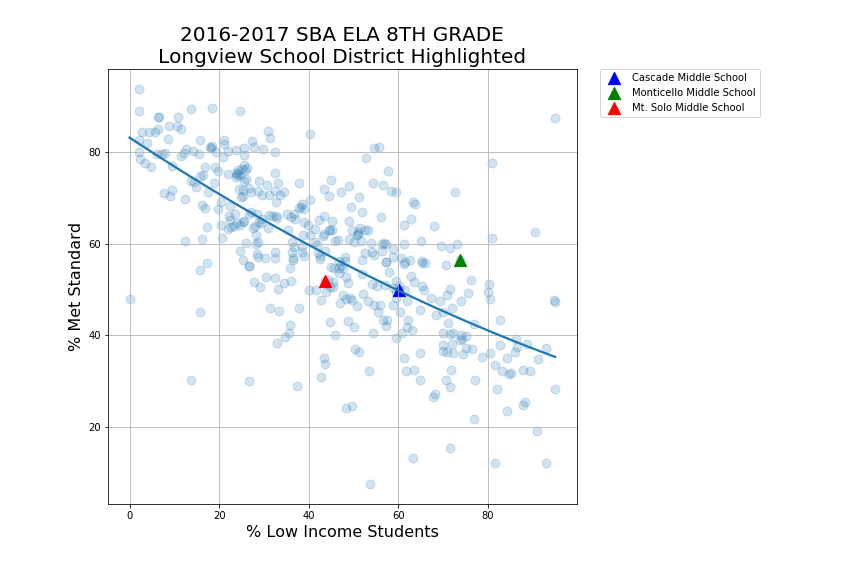 2016-2017 SBA ELA 8TH GRADE
Longview School District Highlighted
Cascade Middle School
Monticello Middle School
Mt. Solo Middle School
% Met Standard
80
60
40
20
0
20
40
60
80
% Low Income Students